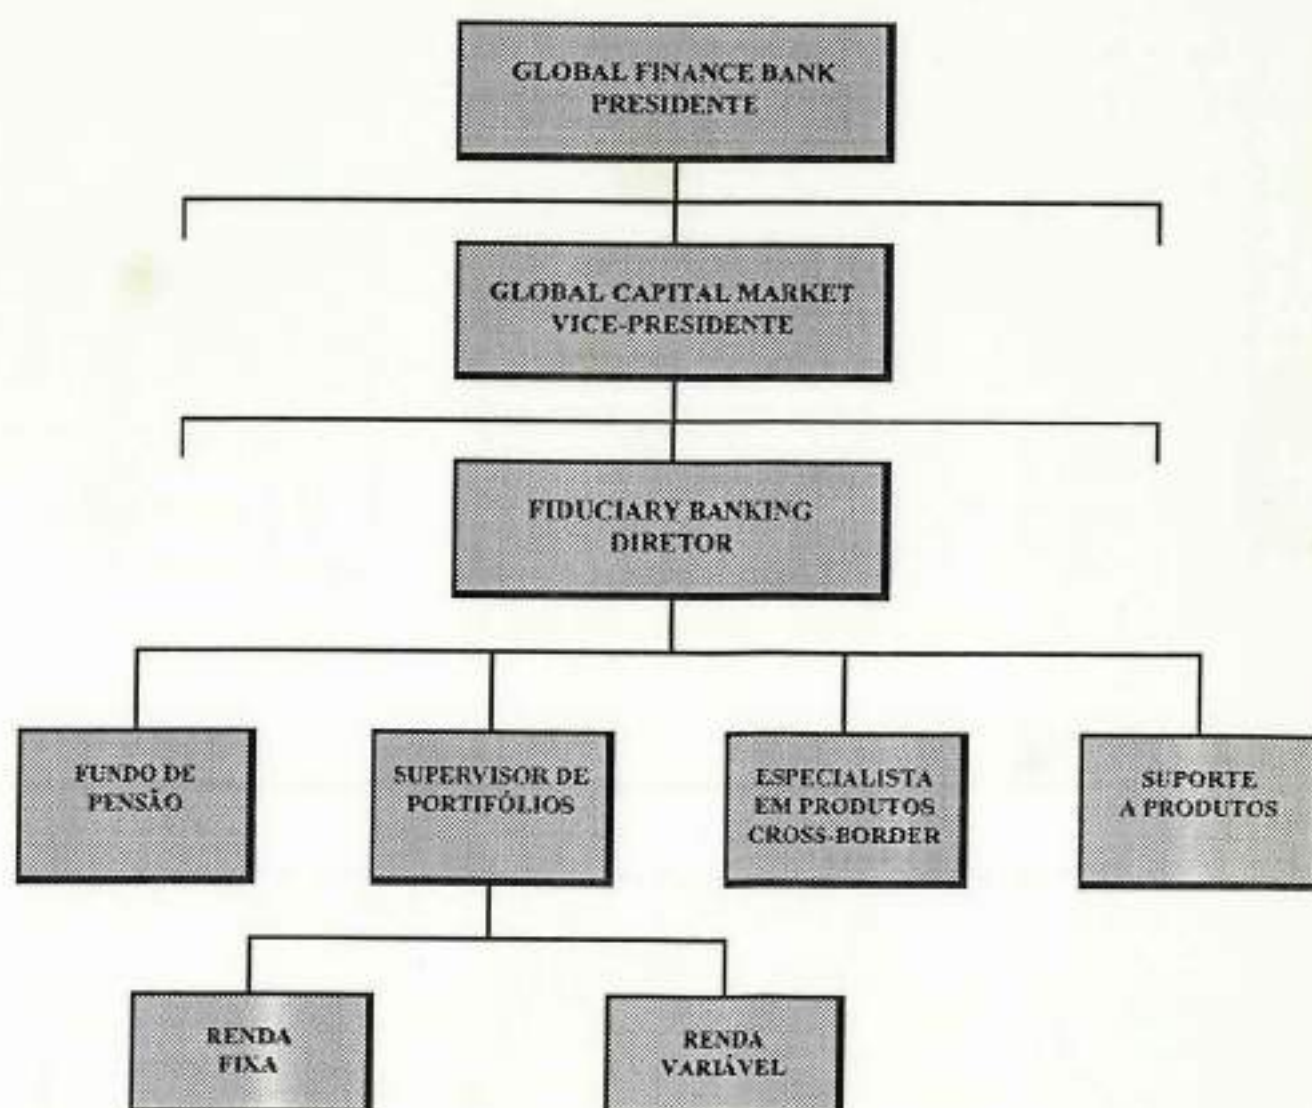 GLOBAL FINANCE BANK
PRESIDENTE
GLOBAL CAPITAL MARKET
VICE-PRESIDENTE
FIDUCIARY BANKING
DIRETOR
FUNDO DE
PENSÃO
SUPERVISOR DE
PORTIFÓLIOS
ESPECIALISTA
EM PRODUTOS
CROSS-BORDER
SUPORTE
A PRODUTOS
RENDA
FIXA
RENDA
VARIÁVEL